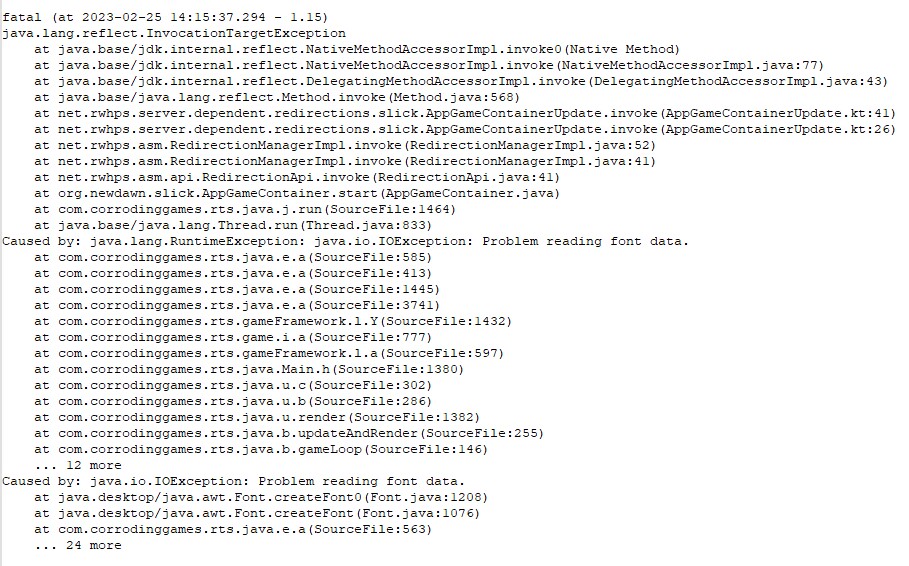 fatal (at 2023-02-25 14:15:37.294 - 1.15)
java.lang.reflect.InvocationTargetException
    at java.base/jdk.internal.reflect.NativeMethodAccessorImpl.invoke0(Native Method)
    at java.base/jdk.internal.reflect.NativeMethodAccessorImpl.invoke(NativeMethodAccessorImpl.java:77)
    at java.base/jdk.internal.reflect.DelegatingMethodAccessorImpl.invoke(DelegatingMethodAccessorImpl.java:43)
    at java.base/java.lang.reflect.Method.invoke(Method.java:568)
    at net.rwhps.server.dependent.redirections.slick.AppGameContainerUpdate.invoke(AppGameContainerUpdate.kt:41)
    at net.rwhps.server.dependent.redirections.slick.AppGameContainerUpdate.invoke(AppGameContainerUpdate.kt:26)
    at net.rwhps.asm.RedirectionManagerImpl.invoke(RedirectionManagerImpl.java:52)
    at net.rwhps.asm.RedirectionManagerImpl.invoke(RedirectionManagerImpl.java:41)
    at net.rwhps.asm.api.RedirectionApi.invoke(RedirectionApi.java:41)
    at org.newdawn.slick.AppGameContainer.start(AppGameContainer.java)
    at com.corrodinggames.rts.java.j.run(SourceFile:1464)
    at java.base/java.lang.Thread.run(Thread.java:833)
Caused by: java.lang.RuntimeException: java.io.IOException: Problem reading font data.
    at com.corrodinggames.rts.java.e.a(SourceFile:585)
    at com.corrodinggames.rts.java.e.a(SourceFile:413)
    at com.corrodinggames.rts.java.e.a(SourceFile:1445)
    at com.corrodinggames.rts.java.e.a(SourceFile:3741)
    at com.corrodinggames.rts.gameFramework.l.Y(SourceFile:1432)
    at com.corrodinggames.rts.game.i.a(SourceFile:777)
    at com.corrodinggames.rts.gameFramework.l.a(SourceFile:597)
    at com.corrodinggames.rts.java.Main.h(SourceFile:1380)
    at com.corrodinggames.rts.java.u.c(SourceFile:302)
    at com.corrodinggames.rts.java.u.b(SourceFile:286)
    at com.corrodinggames.rts.java.u.render(SourceFile:1382)
    at com.corrodinggames.rts.java.b.updateAndRender(SourceFile:255)
    at com.corrodinggames.rts.java.b.gameLoop(SourceFile:146)
    ... 12 more
Caused by: java.io.IOException: Problem reading font data.
    at java.desktop/java.awt.Font.createFont0(Font.java:1208)
    at java.desktop/java.awt.Font.createFont(Font.java:1076)
    at com.corrodinggames.rts.java.e.a(SourceFile:563)
    ... 24 more